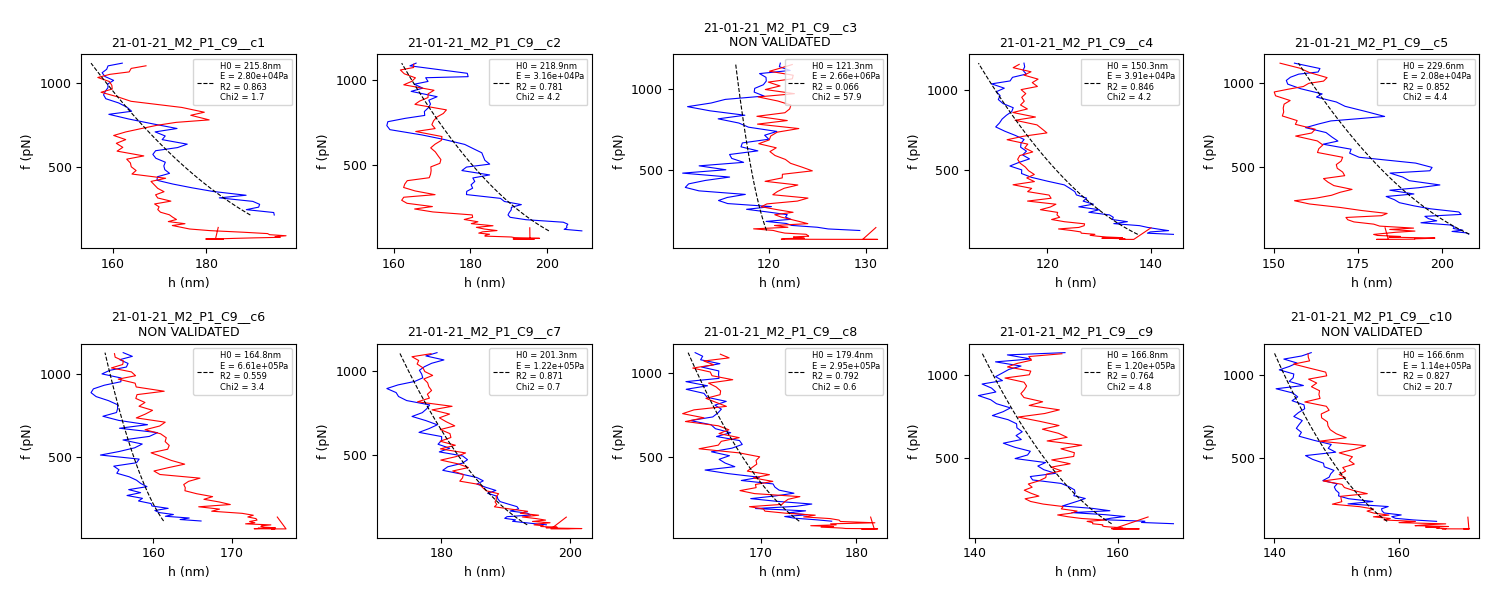 21-01-21_M2_P1_C9__c1
H0 = 215.8nm
E = 2.80e+04Pa
R2 = 0.863
Chi2 = 1.7
1000
500
f (pN)
160
180
h (nm)
21-01-21_M2_P1_C9__c2
H0 = 218.9nm
E = 3.16e+04Pa
R2 = 0.781
Chi2 = 4.2
1000
500
f (pN)
160
180
200
h (nm)
21-01-21_M2_P1_C9__c3
NON VALIDATED
H0 = 121.3nm
E = 2.66e+06Pa
R2 = 0.066
Chi2 = 57.9
1000
500
f (pN)
120
130
h (nm)
21-01-21_M2_P1_C9__c4
H0 = 150.3nm
E = 3.91e+04Pa
R2 = 0.846
Chi2 = 4.2
1000
500
f (pN)
120
140
h (nm)
21-01-21_M2_P1_C9__c5
H0 = 229.6nm
E = 2.08e+04Pa
R2 = 0.852
Chi2 = 4.4
1000
500
f (pN)
150
175
200
h (nm)
21-01-21_M2_P1_C9__c6
NON VALIDATED
H0 = 164.8nm
E = 6.61e+05Pa
R2 = 0.559
Chi2 = 3.4
1000
500
f (pN)
160
170
h (nm)
21-01-21_M2_P1_C9__c7
H0 = 201.3nm
E = 1.22e+05Pa
R2 = 0.871
Chi2 = 0.7
1000
500
f (pN)
180
200
h (nm)
21-01-21_M2_P1_C9__c8
H0 = 179.4nm
E = 2.95e+05Pa
R2 = 0.792
Chi2 = 0.6
1000
500
f (pN)
170
180
h (nm)
21-01-21_M2_P1_C9__c9
H0 = 166.8nm
E = 1.20e+05Pa
R2 = 0.764
Chi2 = 4.8
1000
500
f (pN)
140
160
h (nm)
21-01-21_M2_P1_C9__c10
NON VALIDATED
H0 = 166.6nm
E = 1.14e+05Pa
R2 = 0.827
Chi2 = 20.7
1000
500
f (pN)
140
160
h (nm)